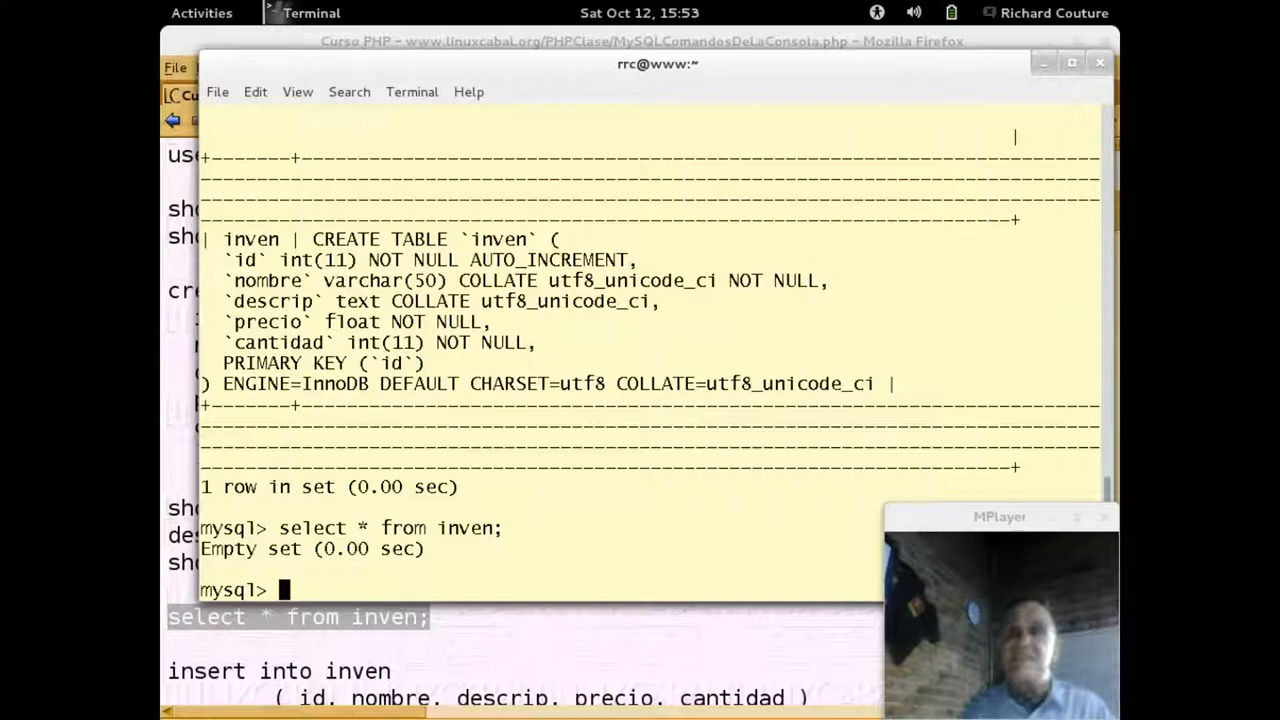 Activities Terminal Sat Oct 12, 15:53 Richard Couture
Curso PHP - www.linuxcabal.org/PHPClase/MySQLComandosDeLaConsola.php - Mozilla Firefox
File
rrc@www:~
File Edit View Search Terminal Help
|
+-------+--------------------------------------------------------------------------
--------------------------------------------------------------------------------
--------------------------------------------------------------------------------
------------------------------------------------------------------------+
| inven | CREATE TABLE `inven` (
`id` int(11) NOT NULL AUTO_INCREMENT,
`nombre` varchar(50) COLLATE utf8_unicode_ci NOT NULL,
`descrip` text COLLATE utf8_unicode_ci,
`precio` float NOT NULL,
`cantidad` int(11) NOT NULL,
PRIMARY KEY (`id`)
) ENGINE=InnoDB DEFAULT CHARSET=utf8 COLLATE=utf8_unicode_ci |
+-------+--------------------------------------------------------------------------
--------------------------------------------------------------------------------
--------------------------------------------------------------------------------
------------------------------------------------------------------------+
1 row in set (0.00 sec)
mysql> select * from inven;
Empty set (0.00 sec)
mysql>
MPlayer
select * from inven;
insert into inven
( id, nombre, descrip, precio, cantidad )